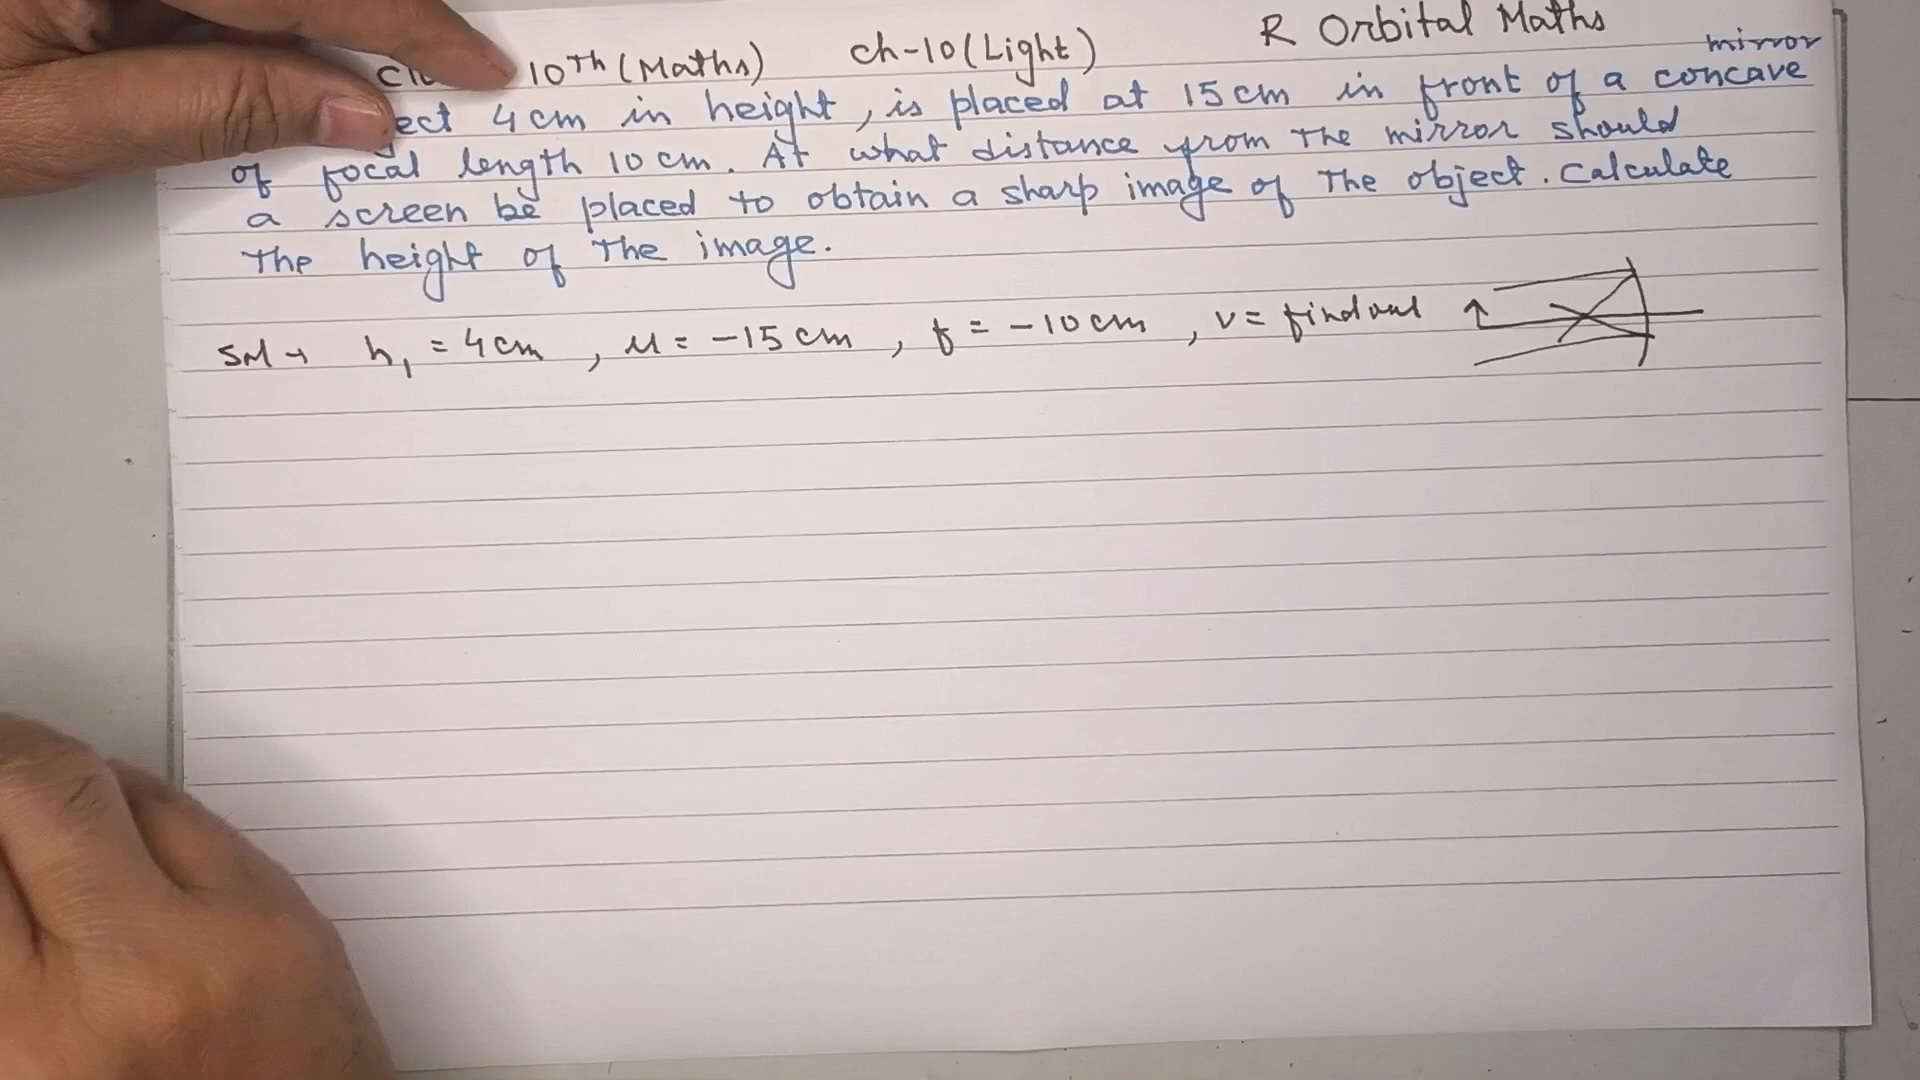 10Th (Maths) Ch-10 (Light) R Orbital Maths
4 cm in height, is placed at 15 cm in front of a concave mirror
of focal length 10 cm. At what distance from The mirror should
a screen be placed to obtain a sharp image of The object. Calculate
The height of The image.
Sol → h₁ = 4 cm, u = -15 cm, f = -10 cm, v = find out